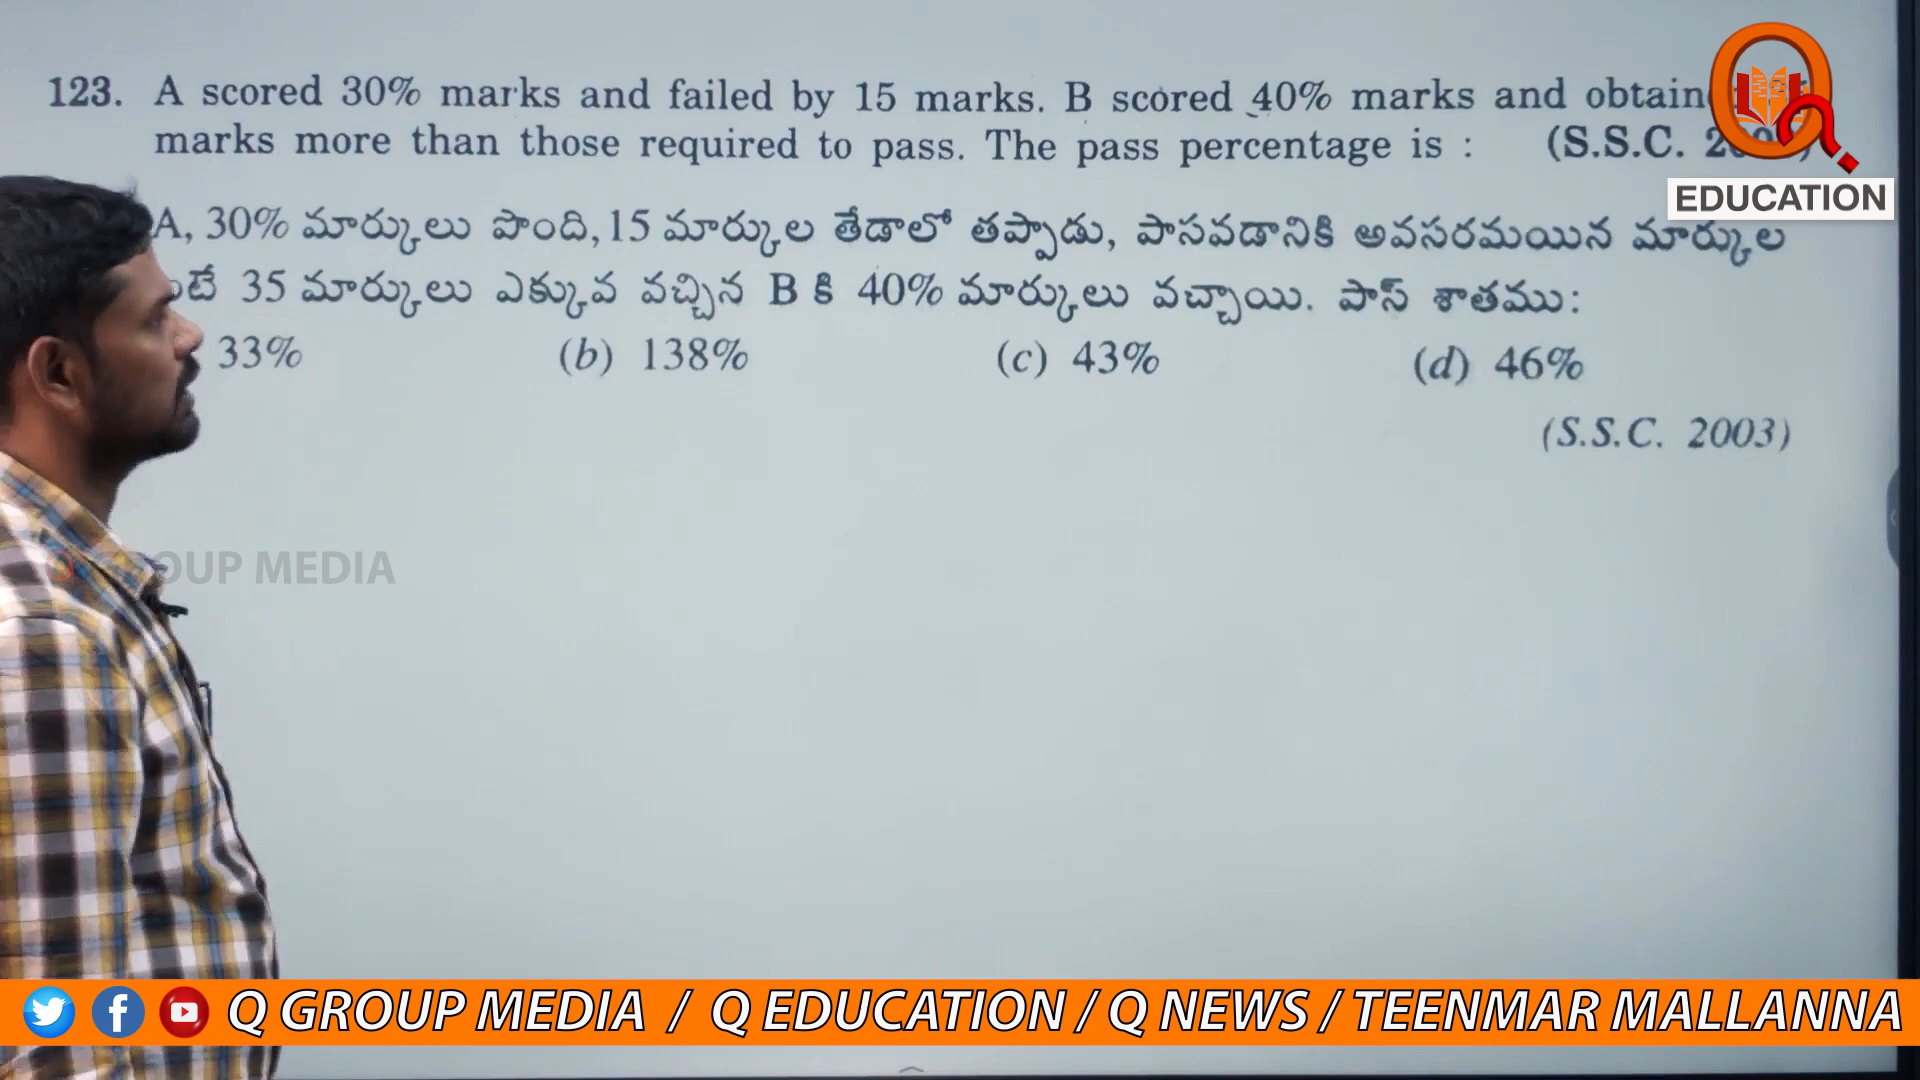 123. A scored 30% marks and failed by 15 marks. B scored 40% marks and obtain
marks more than those required to pass. The pass percentage is : (S.S.C.
A, 30% మార్కులు పొంది, 15 మార్కుల తేడాలో తప్పాడు, పాసవడానికి అవసరమయిన మార్కుల
టే 35 మార్కులు ఎక్కువ వచ్చిన B కి 40% మార్కులు వచ్చాయి. పాస్ శాతము:
33% (b) 138% (c) 43% (d) 46%
(S.S.C. 2003)
EDUCATION
Q GROUP MEDIA
Q GROUP MEDIA / Q EDUCATION / Q NEWS / TEENMAR MALLANNA